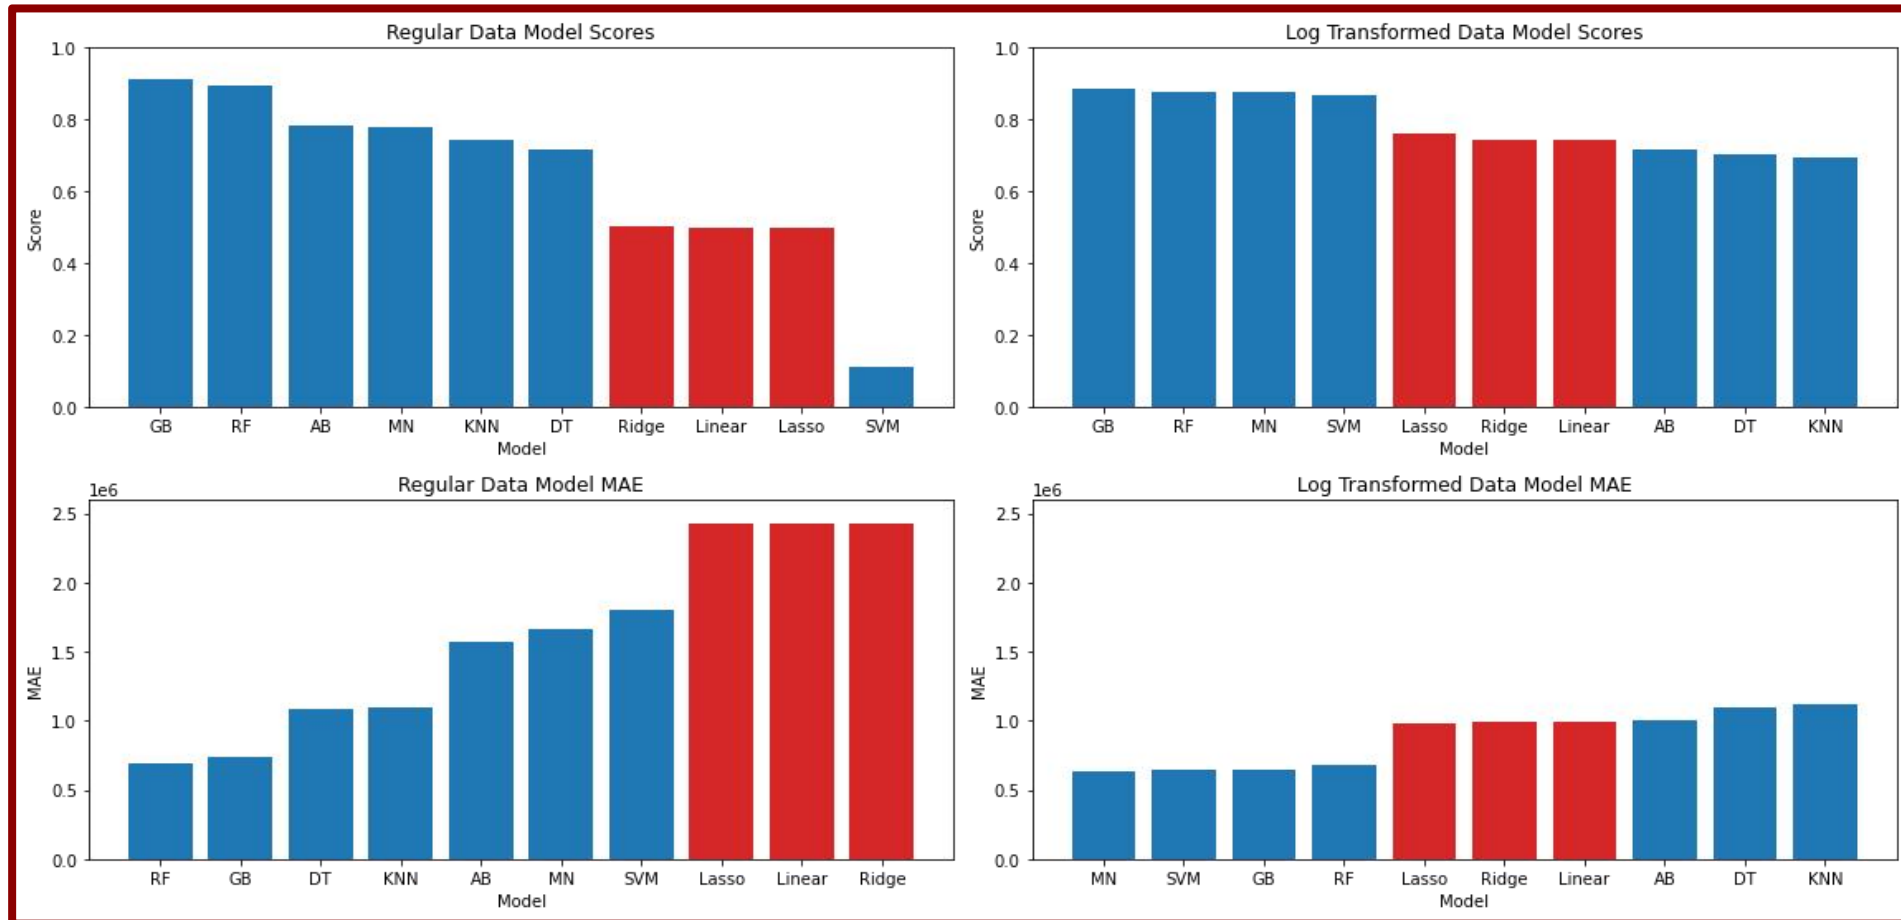 Regular Data Model Scores
1.0
0.8
0.6
0.4
0.2
0.0
Score
GB RF AB MN KNN DT Ridge Linear Lasso SVM
Model
Log Transformed Data Model Scores
1.0
0.8
0.6
0.4
0.2
0.0
Score
GB RF MN SVM Lasso Ridge Linear AB DT KNN
Model
Regular Data Model MAE
1e6
2.5
2.0
1.5
1.0
0.5
0.0
MAE
RF GB DT KNN AB MN SVM Lasso Linear Ridge
Model
Log Transformed Data Model MAE
1e6
2.5
2.0
1.5
1.0
0.5
0.0
MAE
MN SVM GB RF Lasso Ridge Linear AB DT KNN
Model